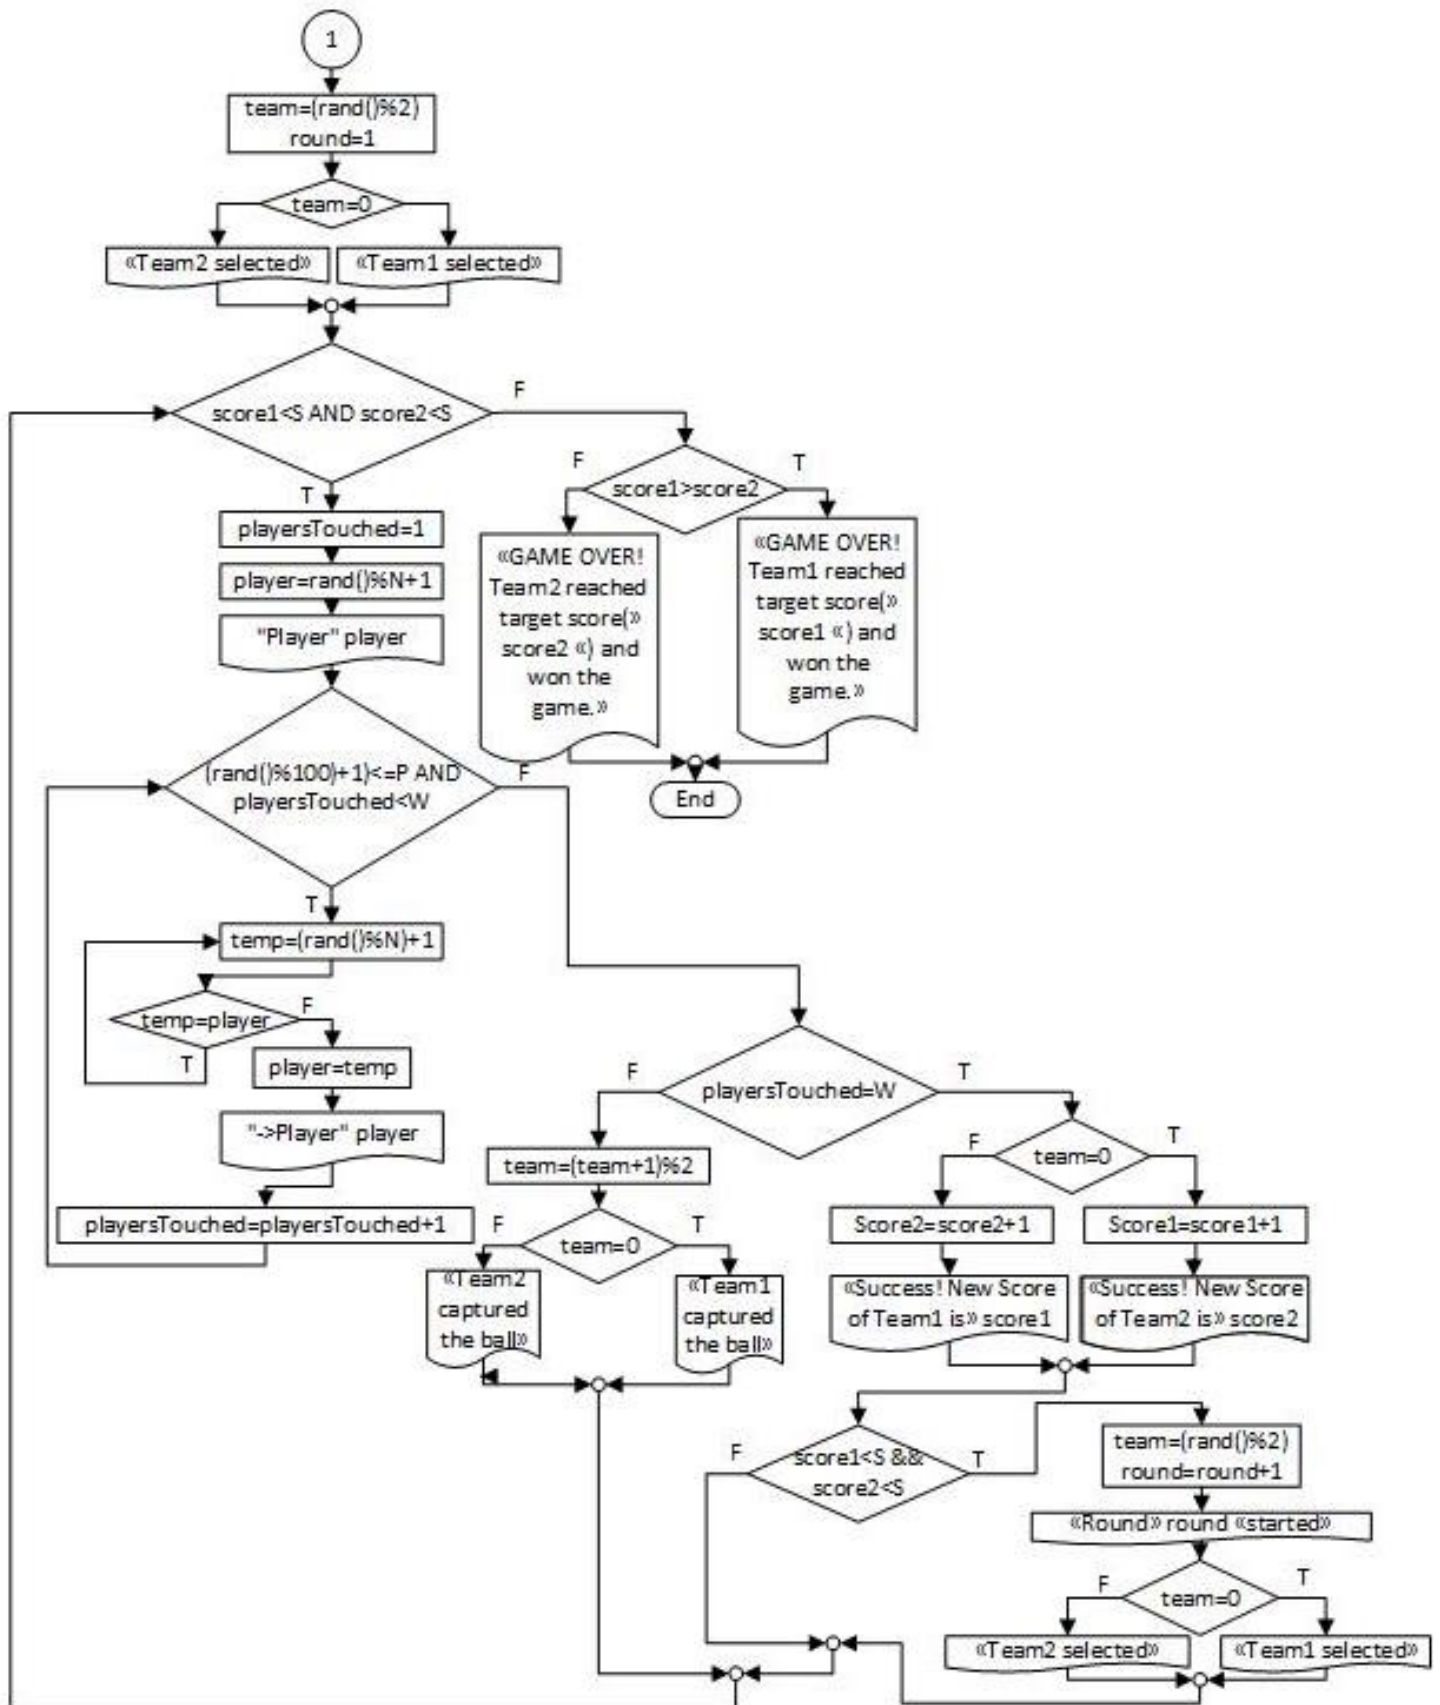 1
team=(rand()%2)
round=1
team=0
«Team2 selected»
«Team1 selected»
score1<S AND score2<S
F
T
playersTouched=1
player=rand()%N+1
"Player" player
score1>score2
F
T
«GAME OVER!
Team2 reached
target score(»
score2 «) and
won the
game.»
«GAME OVER!
Team1 reached
target score(»
score1 «) and
won the
game.»
End
(rand()%100)+1)<=P AND
playersTouched<W
F
T
temp=(rand()%N)+1
temp=player
F
T
player=temp
"->Player" player
playersTouched=playersTouched+1
playersTouched=W
F
T
team=(team+1)%2
team=0
F
T
«Team2
captured
the ball»
«Team1
captured
the ball»
team=0
F
T
Score2=score2+1
Score1=score1+1
«Success! New Score
of Team1 is» score1
«Success! New Score
of Team2 is» score2
score1<S &&
score2<S
F
T
team=(rand()%2)
round=round+1
«Round» round «started»
team=0
F
T
«Team2 selected»
«Team1 selected»